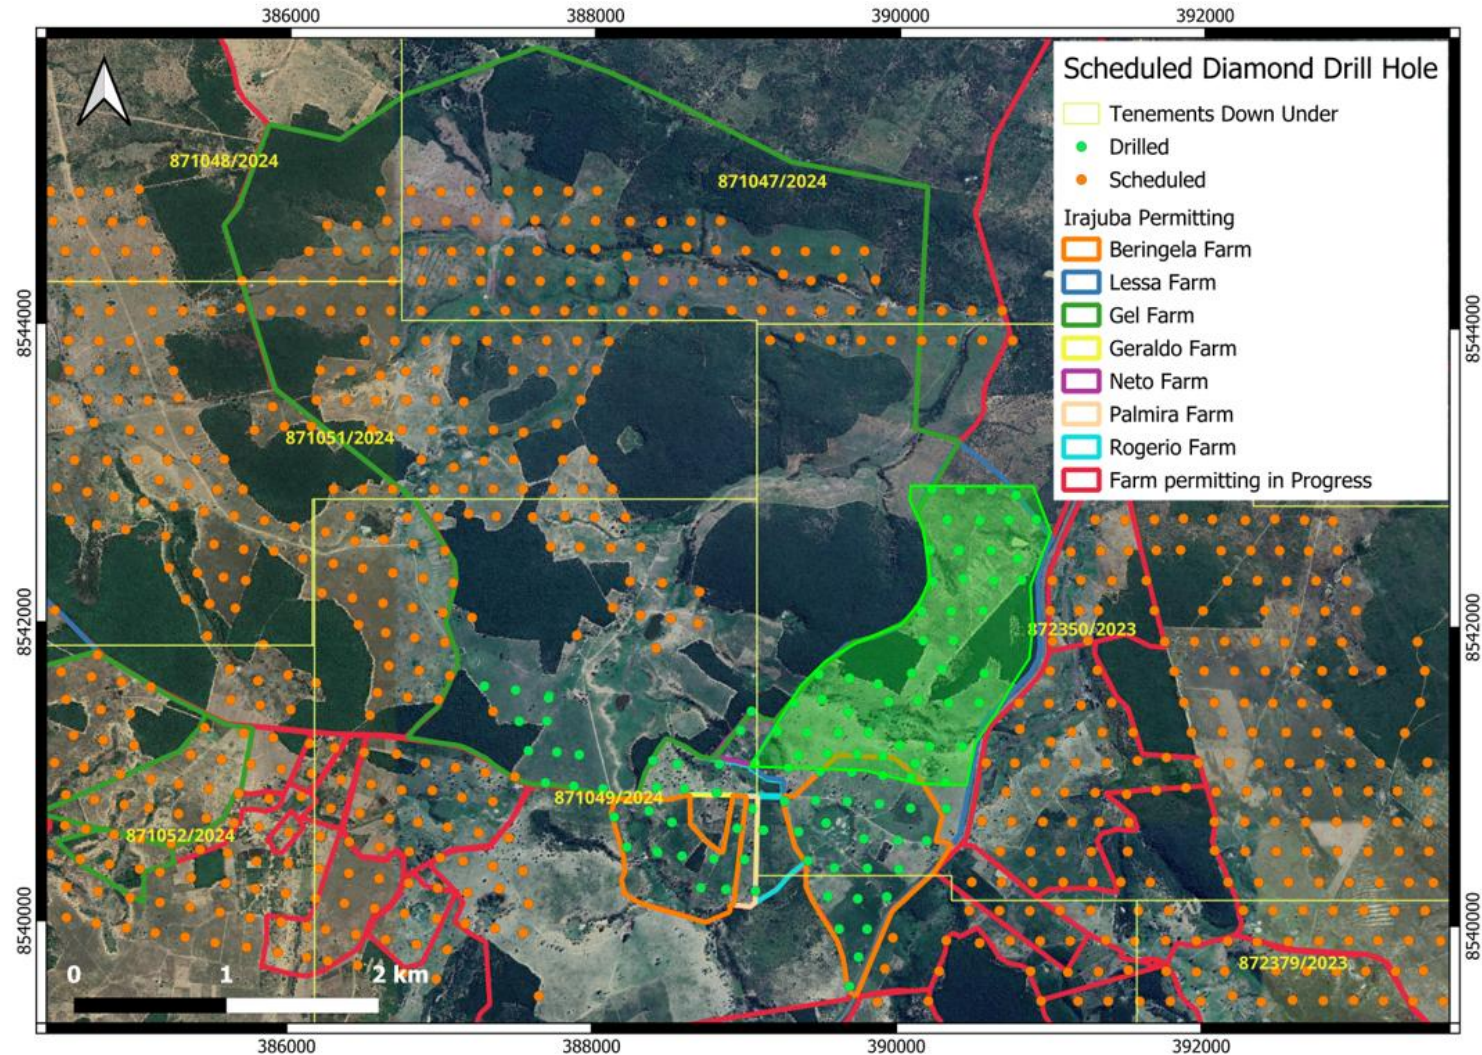 386000
388000
390000
392000
Scheduled Diamond Drill Hole
Tenements Down Under
Drilled
Scheduled
Irajuba Permitting
Beringela Farm
Lessa Farm
Gel Farm
Geraldo Farm
Neto Farm
Palmira Farm
Rogerio Farm
Farm permitting in Progress
871048/2024
871047/2024
8544000
8544000
871051/2024
8542000
8542000
872350/2023
871049/2024
871052/2024
8540000
8540000
872379/2023
0
1
2 km
386000
388000
390000
392000